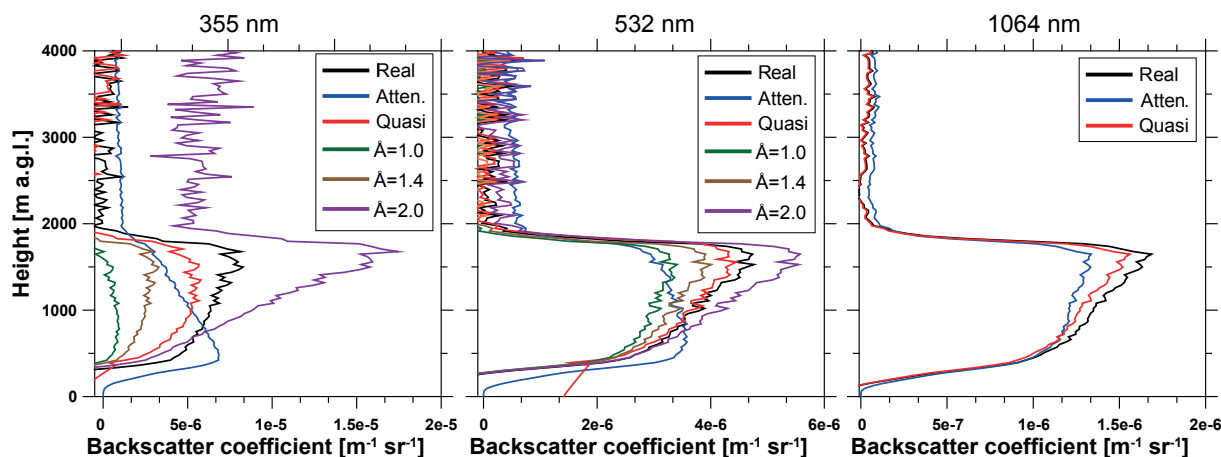 355 nm
532 nm
1064 nm
Height [m a.g.l.]
4000
3000
2000
1000
0
Real
Atten.
Quasi
Å=1.0
Å=1.4
Å=2.0
Real
Atten.
Quasi
Å=1.0
Å=1.4
Å=2.0
Real
Atten.
Quasi
0 5e-6 1e-5 1.5e-5 2e-5
0 2e-6 4e-6 6e-6
0 5e-7 1e-6 1.5e-6 2e-6
Backscatter coefficient [m⁻¹ sr⁻¹]
Backscatter coefficient [m⁻¹ sr⁻¹]
Backscatter coefficient [m⁻¹ sr⁻¹]